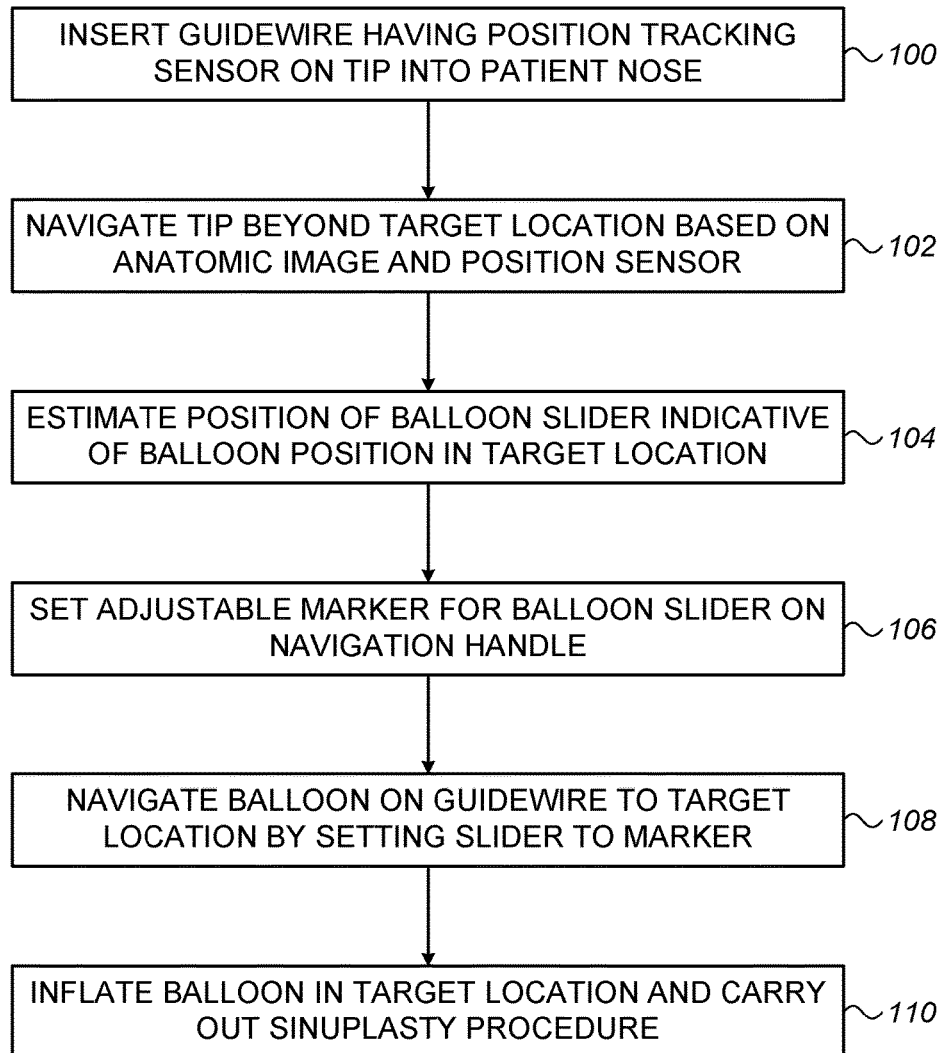 INSERT GUIDEWIRE HAVING POSITION TRACKING
SENSOR ON TIP INTO PATIENT NOSE
100
NAVIGATE TIP BEYOND TARGET LOCATION BASED ON
ANATOMIC IMAGE AND POSITION SENSOR
102
ESTIMATE POSITION OF BALLOON SLIDER INDICATIVE
OF BALLOON POSITION IN TARGET LOCATION
104
SET ADJUSTABLE MARKER FOR BALLOON SLIDER ON
NAVIGATION HANDLE
106
NAVIGATE BALLOON ON GUIDEWIRE TO TARGET
LOCATION BY SETTING SLIDER TO MARKER
108
INFLATE BALLOON IN TARGET LOCATION AND CARRY
OUT SINUPLASTY PROCEDURE
110